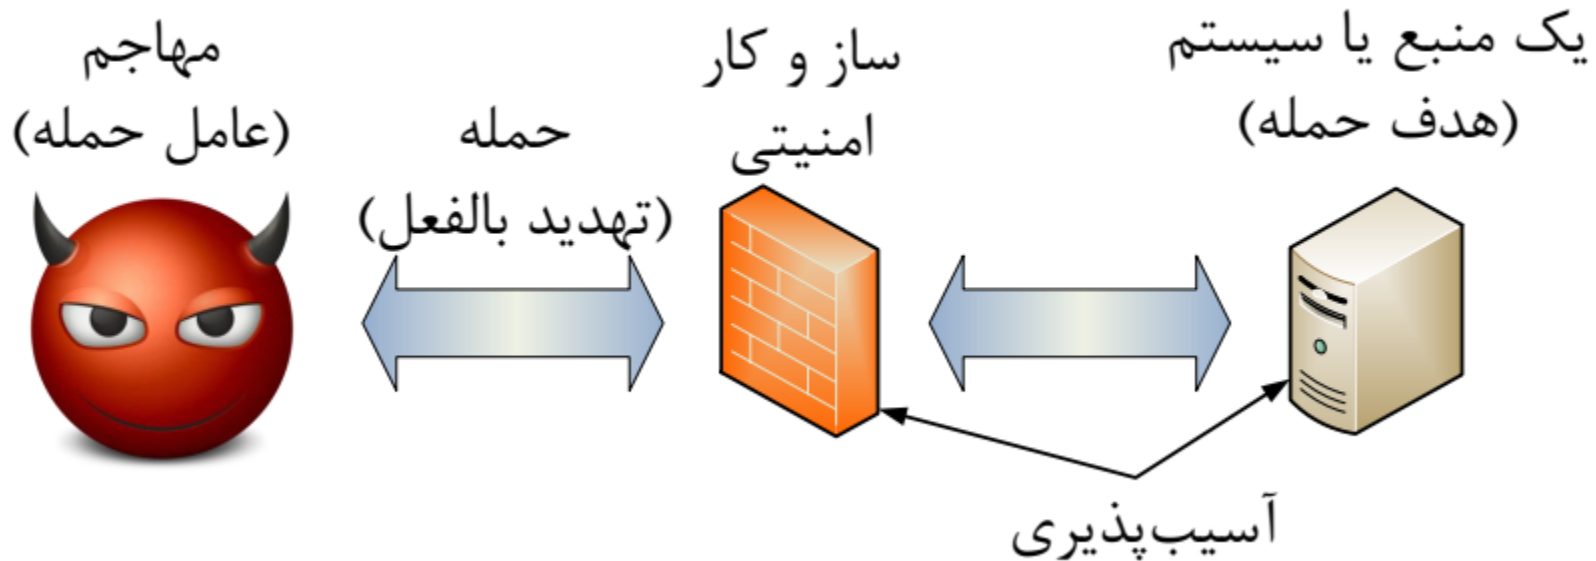 یک منبع یا سیستم
(هدف حمله)
ساز و کار
امنیتی
حمله
(تهدید بالفعل)
مهاجم
(عامل حمله)
آسیب‌پذیری